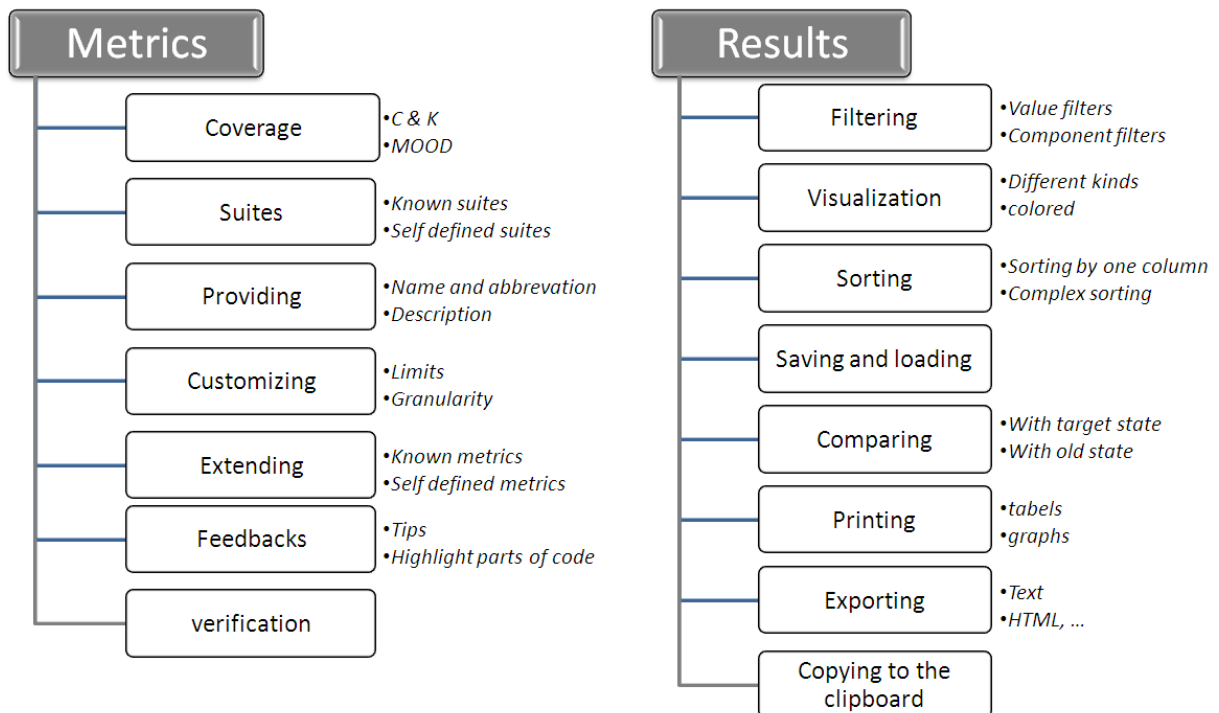 Metrics
Coverage
•C & K
•MOOD
Suites
•Known suites
•Self defined suites
Providing
•Name and abbrevation
•Description
Customizing
•Limits
•Granularity
Extending
•Known metrics
•Self defined metrics
Feedbacks
•Tips
•Highlight parts of code
verification
Results
Filtering
•Value filters
•Component filters
Visualization
•Different kinds
•colored
Sorting
•Sorting by one column
•Complex sorting
Saving and loading
Comparing
•With target state
•With old state
Printing
•tabels
•graphs
Exporting
•Text
•HTML, ...
Copying to the
clipboard